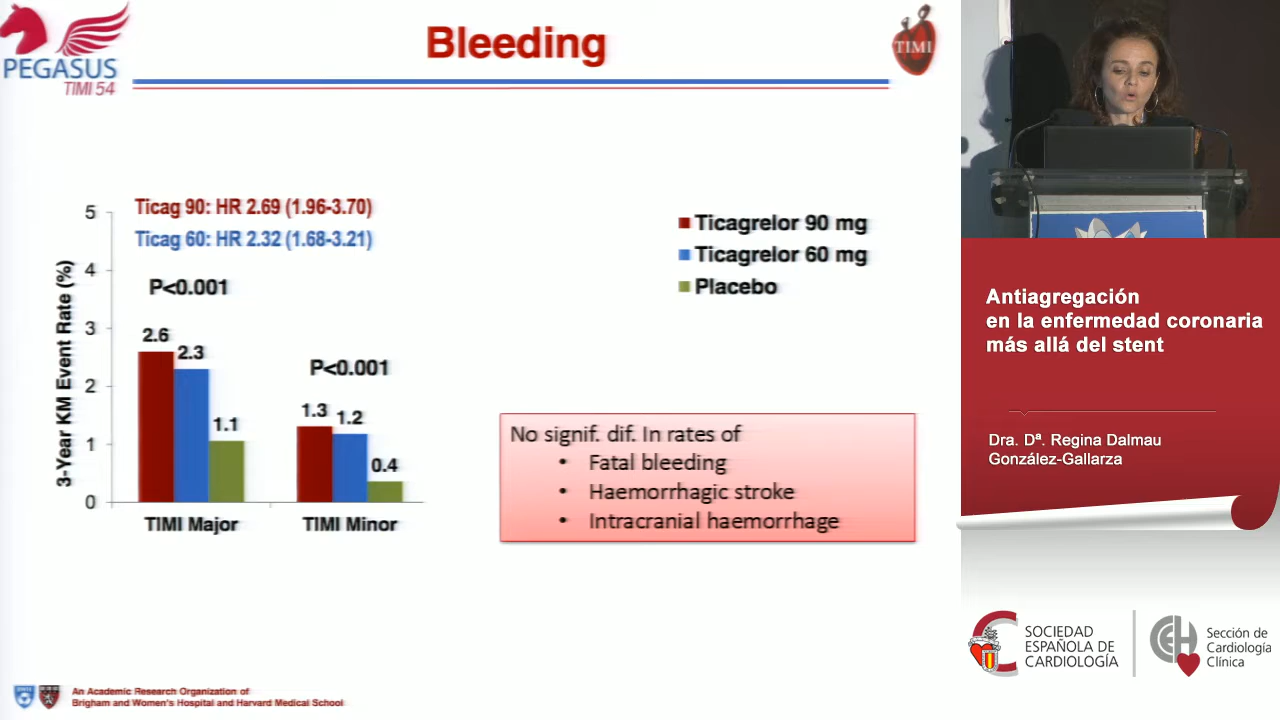 PEGASUS
TIMI 54
Bleeding
TIMI
Ticag 90: HR 2.69 (1.96-3.70)
Ticag 60: HR 2.32 (1.68-3.21)
3-Year KM Event Rate (%)
5
4
3
2
1
0
P<0.001
2.6
2.3
1.1
P<0.001
1.3
1.2
0.4
TIMI Major
TIMI Minor
Ticagrelor 90 mg
Ticagrelor 60 mg
Placebo
No signif. dif. In rates of
• Fatal bleeding
• Haemorrhagic stroke
• Intracranial haemorrhage
An Academic Research Organization of
Brigham and Women's Hospital and Harvard Medical School
Antiagregación
en la enfermedad coronaria
más allá del stent
Dra. Dª. Regina Dalmau
González-Gallarza
SOCIEDAD
ESPAÑOLA DE
CARDIOLOGÍA
Sección de
Cardiología
Clínica